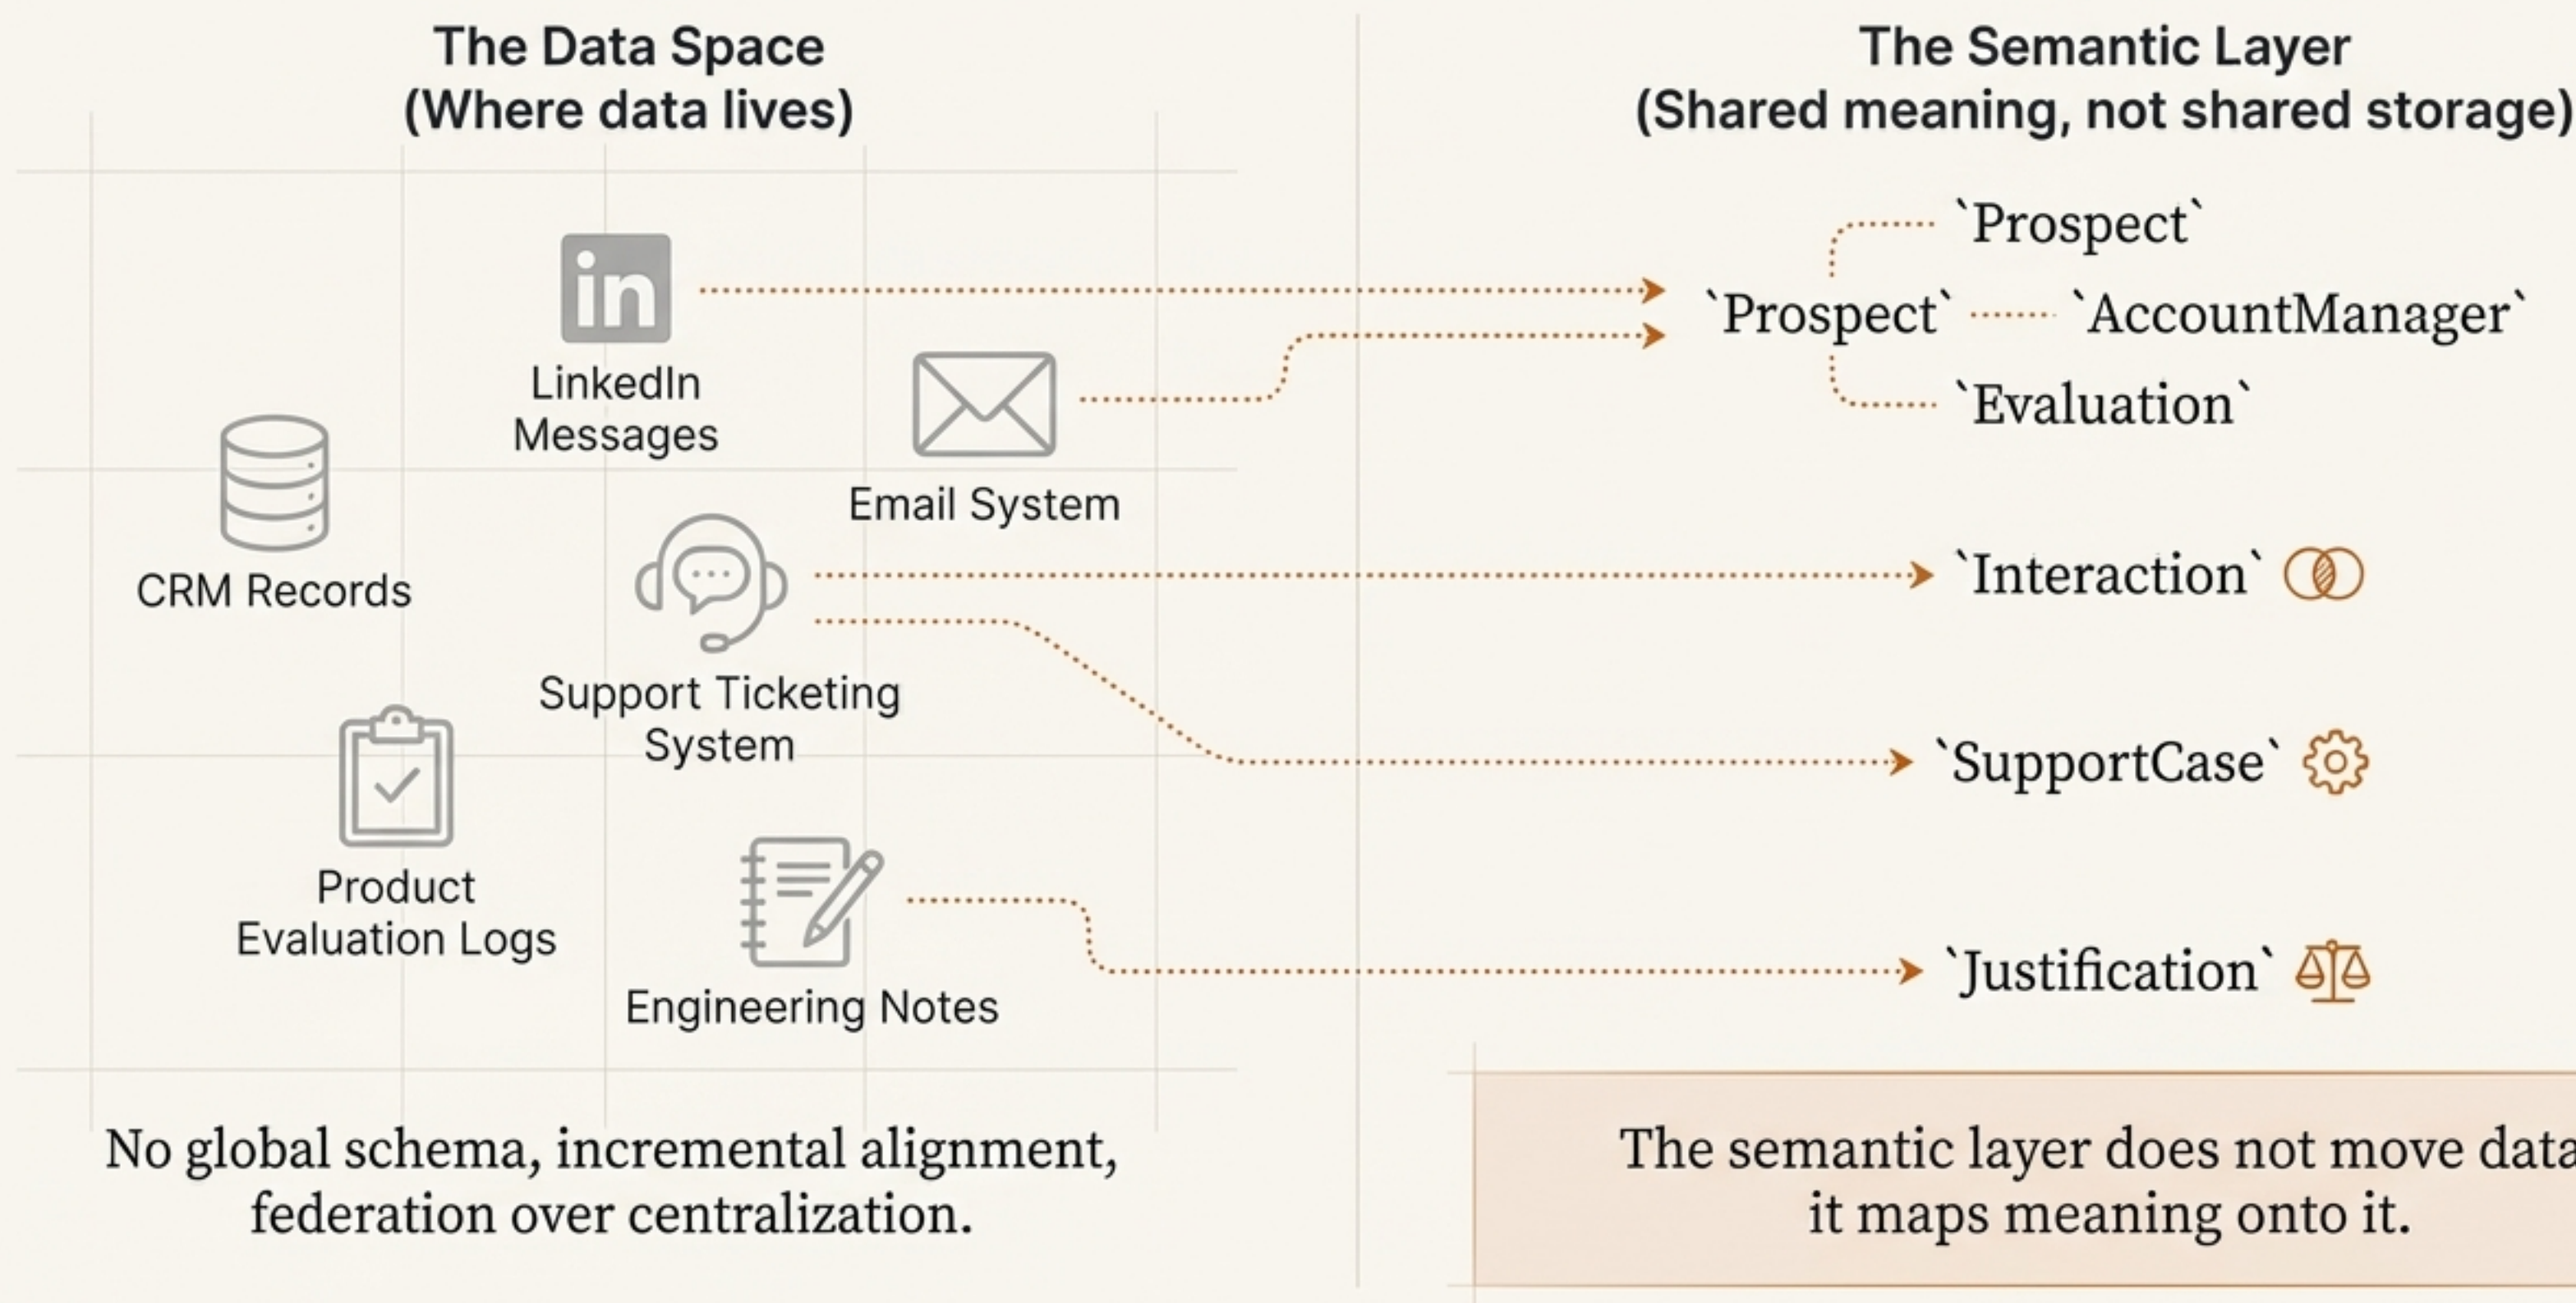 The Data Space
(Where data lives)
in
LinkedIn
Messages
Email System
CRM Records
Support Ticketing
System
Product
Evaluation Logs
Engineering Notes
No global schema, incremental alignment,
federation over centralization.
The Semantic Layer
(Shared meaning, not shared storage)
`Prospect`
`Prospect` `AccountManager`
`Evaluation`
`Interaction`
`SupportCase`
`Justification`
The semantic layer does not move data
it maps meaning onto it.